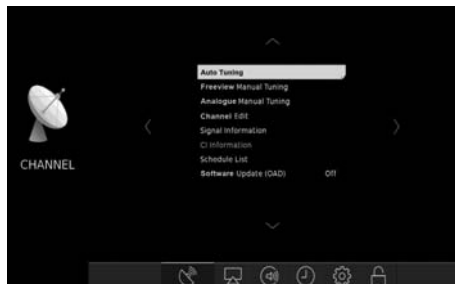 Auto Tuning
Freeview Manual Tuning
Analogue Manual Tuning
Channel Edit
Signal Information
CI Information
Schedule List
Software Update (OAD) Off
CHANNEL